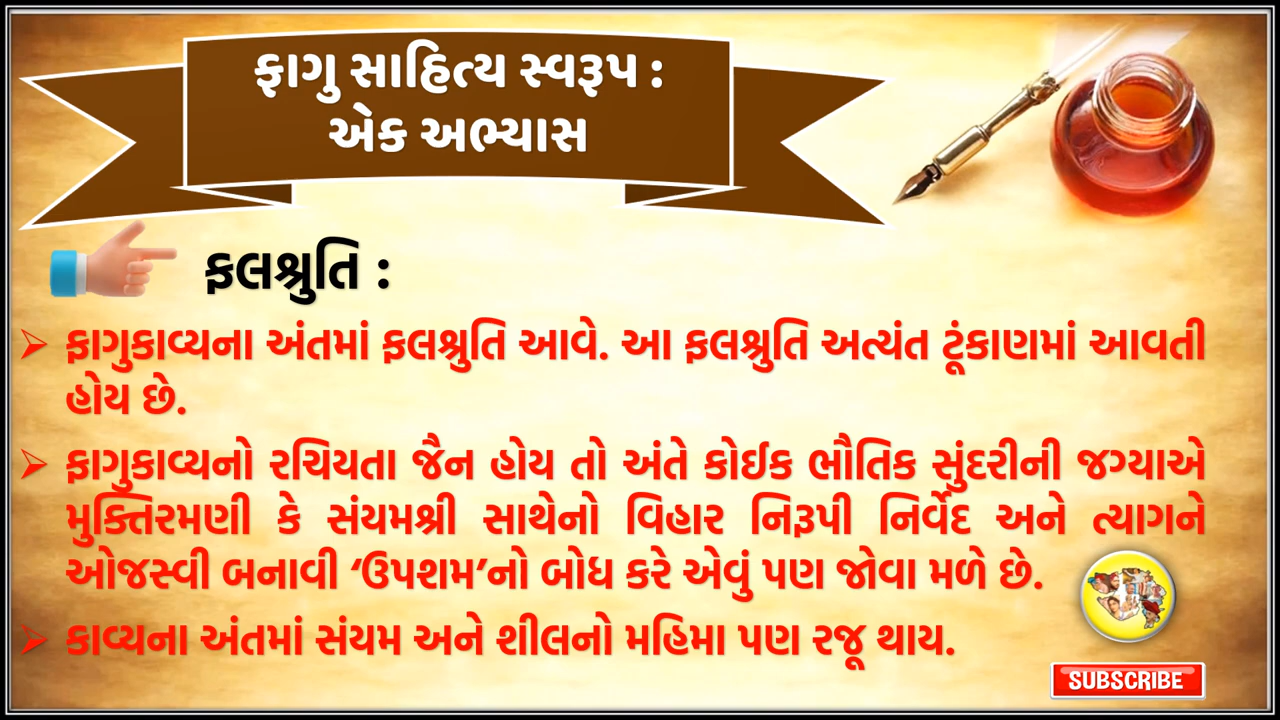 ફાગુ સાહિત્ય સ્વરૂપ :
એક અભ્યાસ
ફલશ્રુતિ :
➢ ફાગુકાવ્યના અંતમાં ફલશ્રુતિ આવે. આ ફલશ્રુતિ અત્યંત ટૂંકાણમાં આવતી
હોય છે.
➢ ફાગુકાવ્યનો રચિયતા જૈન હોય તો અંતે કોઈક ભૌતિક સુંદરીની જગ્યાએ
મુક્તિરમણી કે સંયમશ્રી સાથેનો વિહાર નિરૂપી નિર્વેદ અને ત્યાગને
ઓજસ્વી બનાવી ‘ઉપશમ’નો બોધ કરે એવું પણ જોવા મળે છે.
➢ કાવ્યના અંતમાં સંયમ અને શીલનો મહિમા પણ રજૂ થાય.
SUBSCRIBE